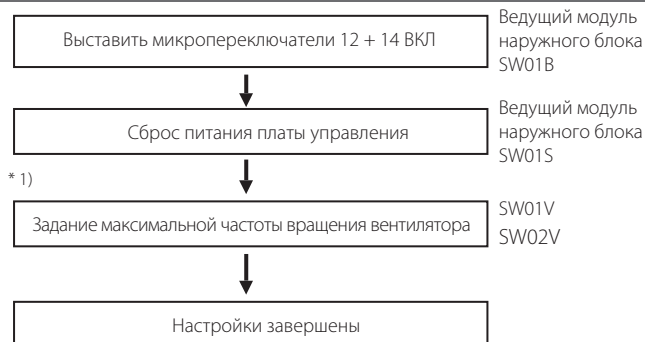 Выставить микропереключатели 12 + 14 ВКЛ
Ведущий модуль
наружного блока
SW01B
Сброс питания платы управления
Ведущий модуль
наружного блока
SW01S
* 1)
Задание максимальной частоты вращения вентилятора
SW01V
SW02V
Настройки завершены